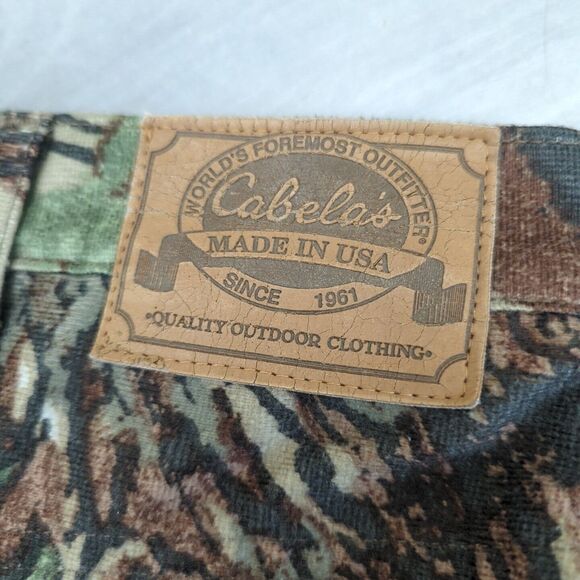 WORLD'S FOREMOST OUTFITTER•
Cabela's
MADE IN USA
SINCE 1961
•QUALITY OUTDOOR CLOTHING•